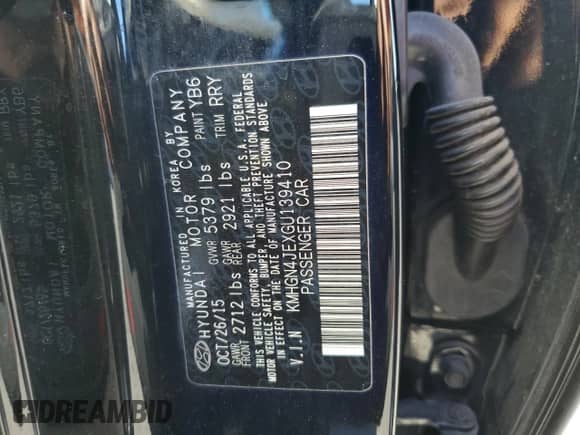 MANUFACTURED IN KOREA BY
HYUNDAI MOTOR COMPANY
OCT/26/15 GVWR 5379 lbs PAINT YB6
GAWR FRONT 2712 lbs GAWR REAR 2921 lbs TRIM RRY
THIS VEHICLE CONFORMS TO ALL APPLICABLE U.S.A. FEDERAL
MOTOR VEHICLE SAFETY, BUMPER, AND THEFT PREVENTION STANDARDS
IN EFFECT ON THE DATE OF MANUFACTURE SHOWN ABOVE
V.I.N KMHGN4JEXGU139410
PASSENGER CAR
DREAMBID